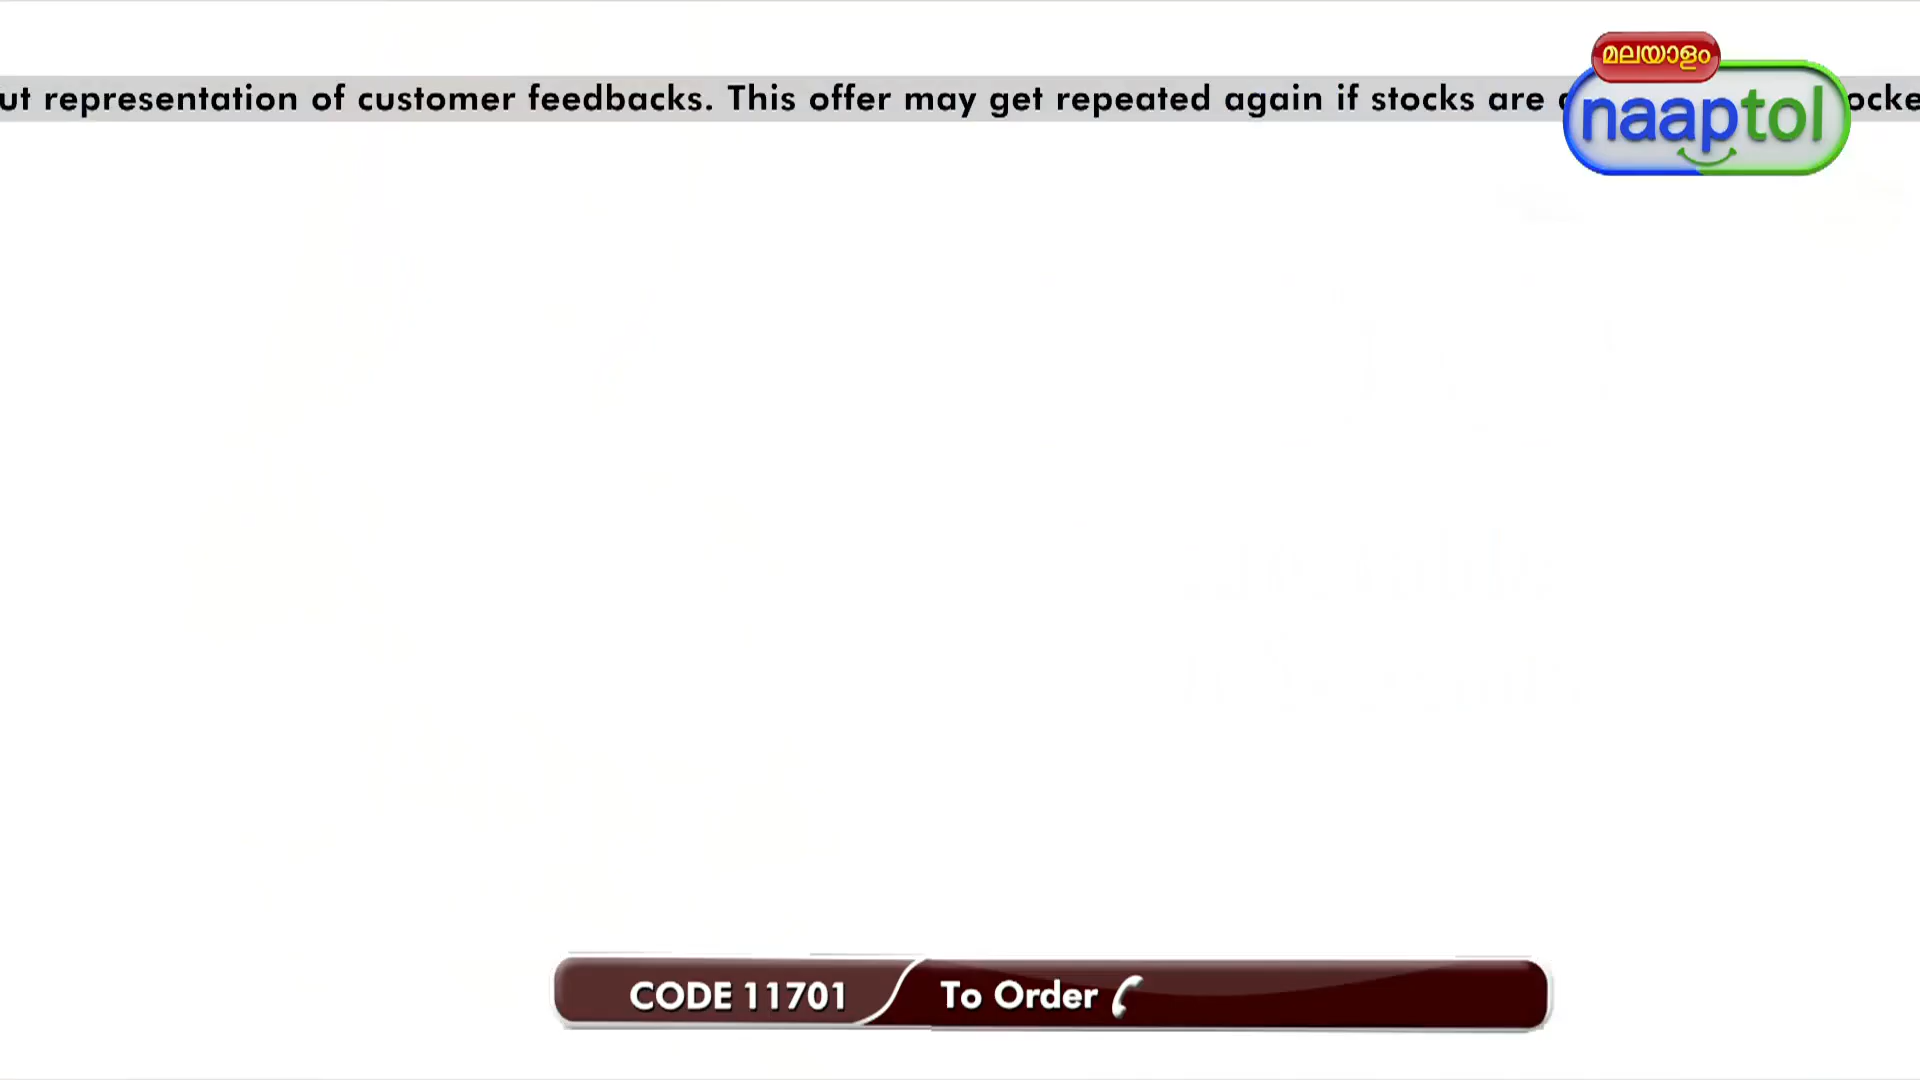 മലയാളം
naaptol
ut representation of customer feedbacks. This offer may get repeated again if stocks are
CODE 11701 To Order